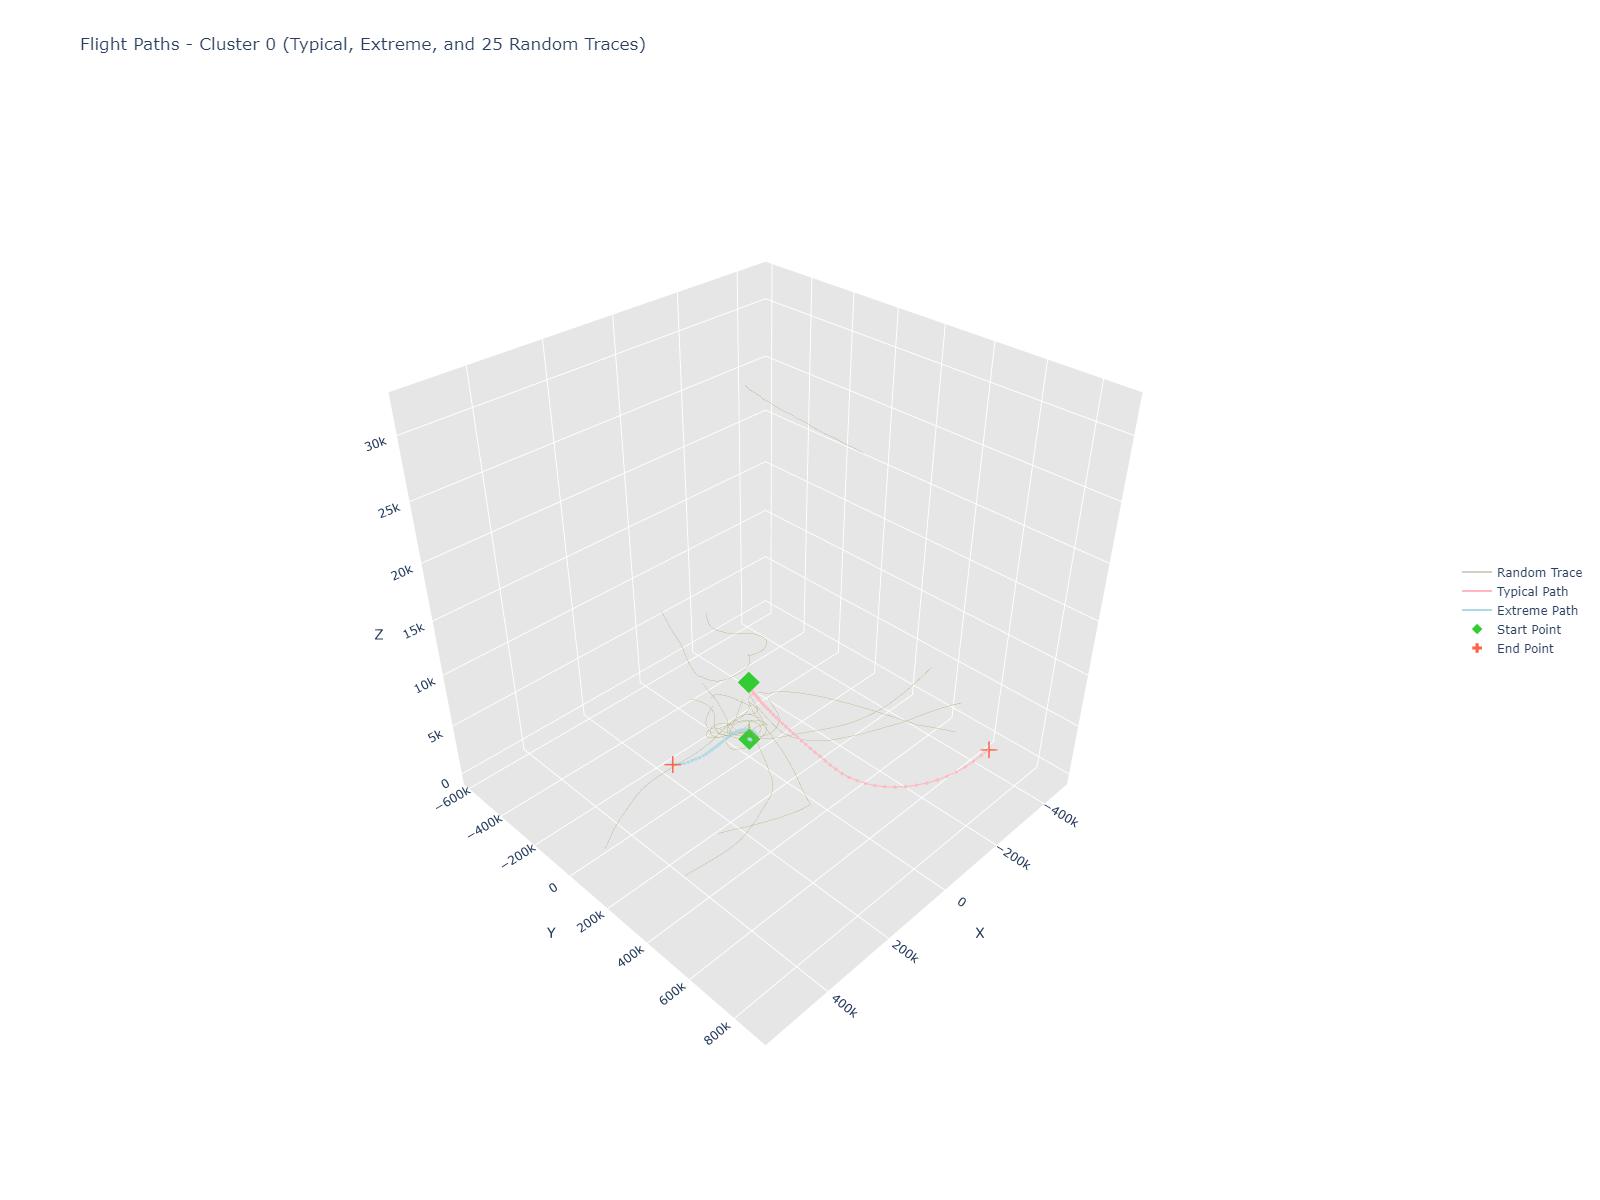 Flight Paths - Cluster 0 (Typical, Extreme, and 25 Random Traces)
30k
25k
20k
15k
10k
5k
0
Z
−600k
−400k
−200k
0
200k
400k
600k
800k
Y
−400k
−200k
0
200k
400k
X
Random Trace
Typical Path
Extreme Path
Start Point
End Point